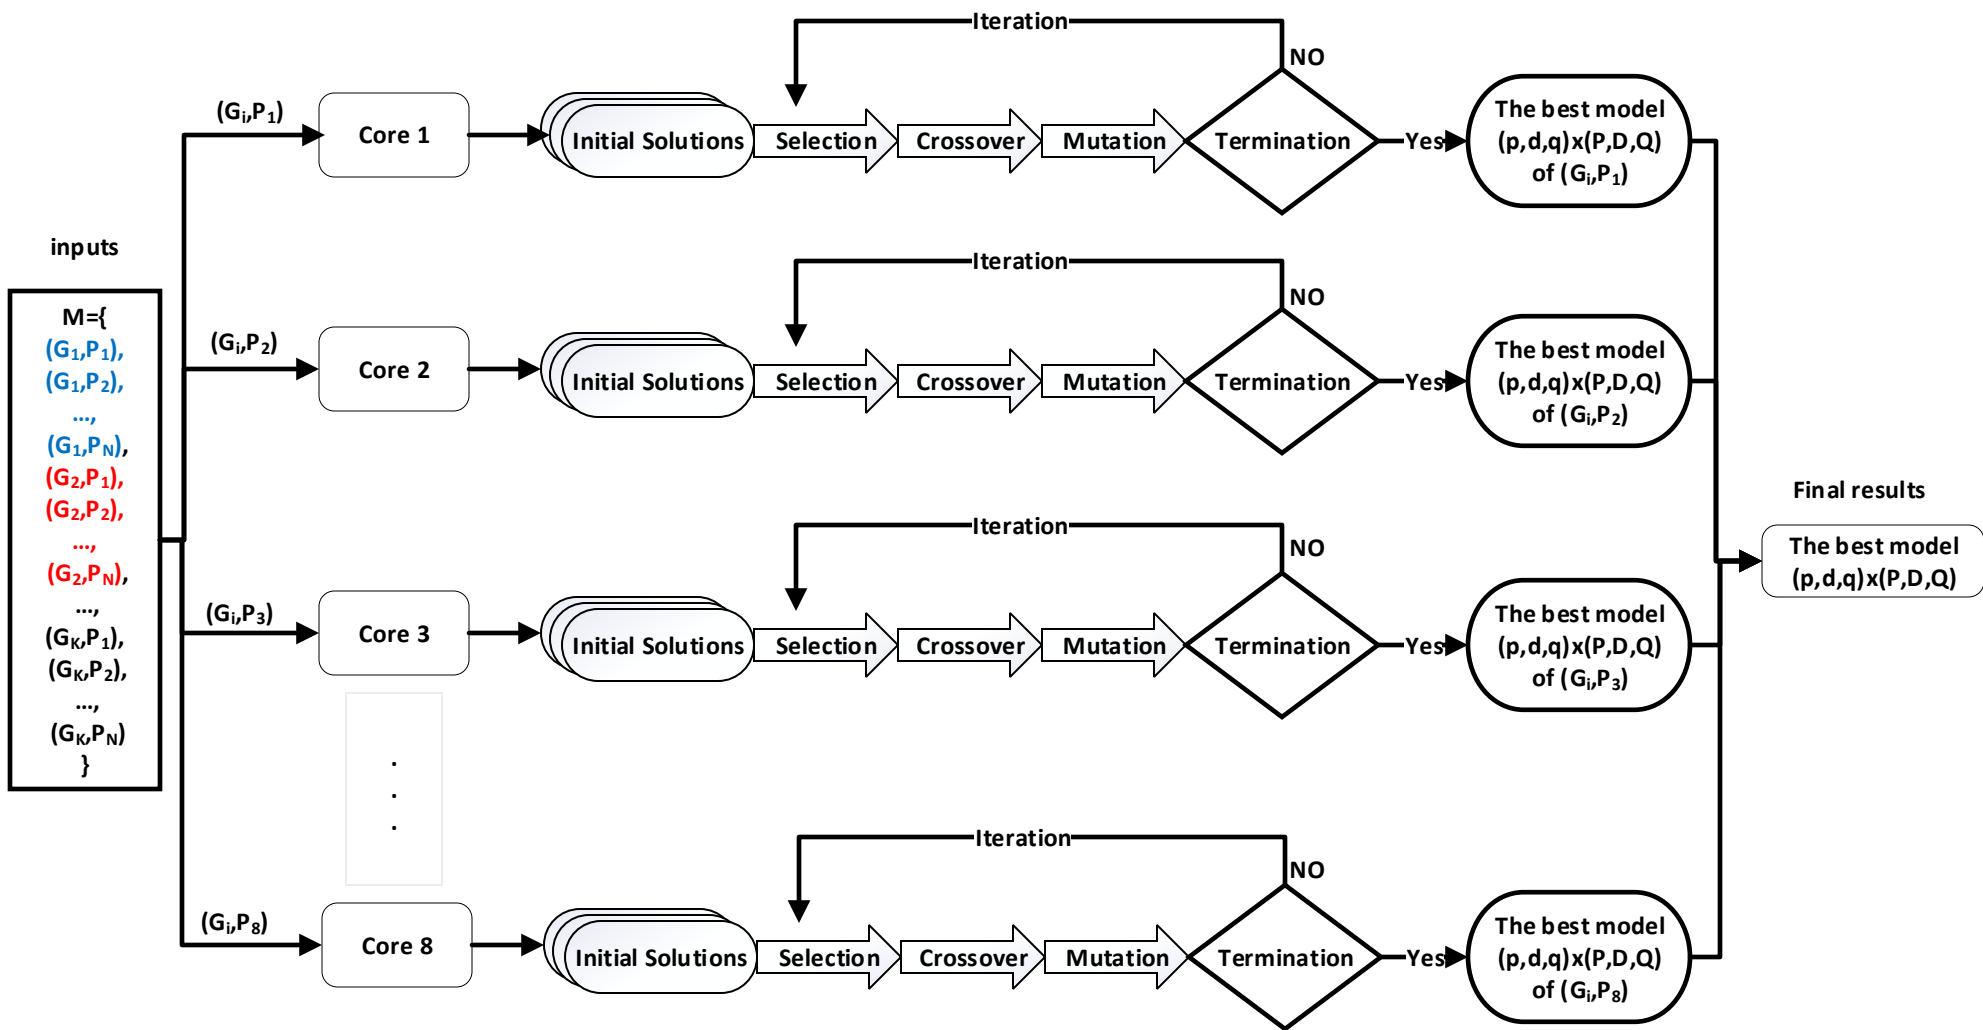 Iteration
NO
(Gi,P1)
Core 1
Initial Solutions
Selection
Crossover
Mutation
Termination
Yes
The best model
(p,d,q)x(P,D,Q)
of (Gi,P1)
inputs
M={
(G1,P1),
(G1,P2),
...,
(G1,PN),
(G2,P1),
(G2,P2),
...,
(G2,PN),
...,
(GK,P1),
(GK,P2),
...,
(GK,PN)
}
Iteration
NO
(Gi,P2)
Core 2
Initial Solutions
Selection
Crossover
Mutation
Termination
Yes
The best model
(p,d,q)x(P,D,Q)
of (Gi,P2)
Iteration
NO
(Gi,P3)
Core 3
Initial Solutions
Selection
Crossover
Mutation
Termination
Yes
The best model
(p,d,q)x(P,D,Q)
of (Gi,P3)
.
.
.
Iteration
NO
(Gi,P8)
Core 8
Initial Solutions
Selection
Crossover
Mutation
Termination
Yes
The best model
(p,d,q)x(P,D,Q)
of (Gi,P8)
Final results
The best model
(p,d,q)x(P,D,Q)